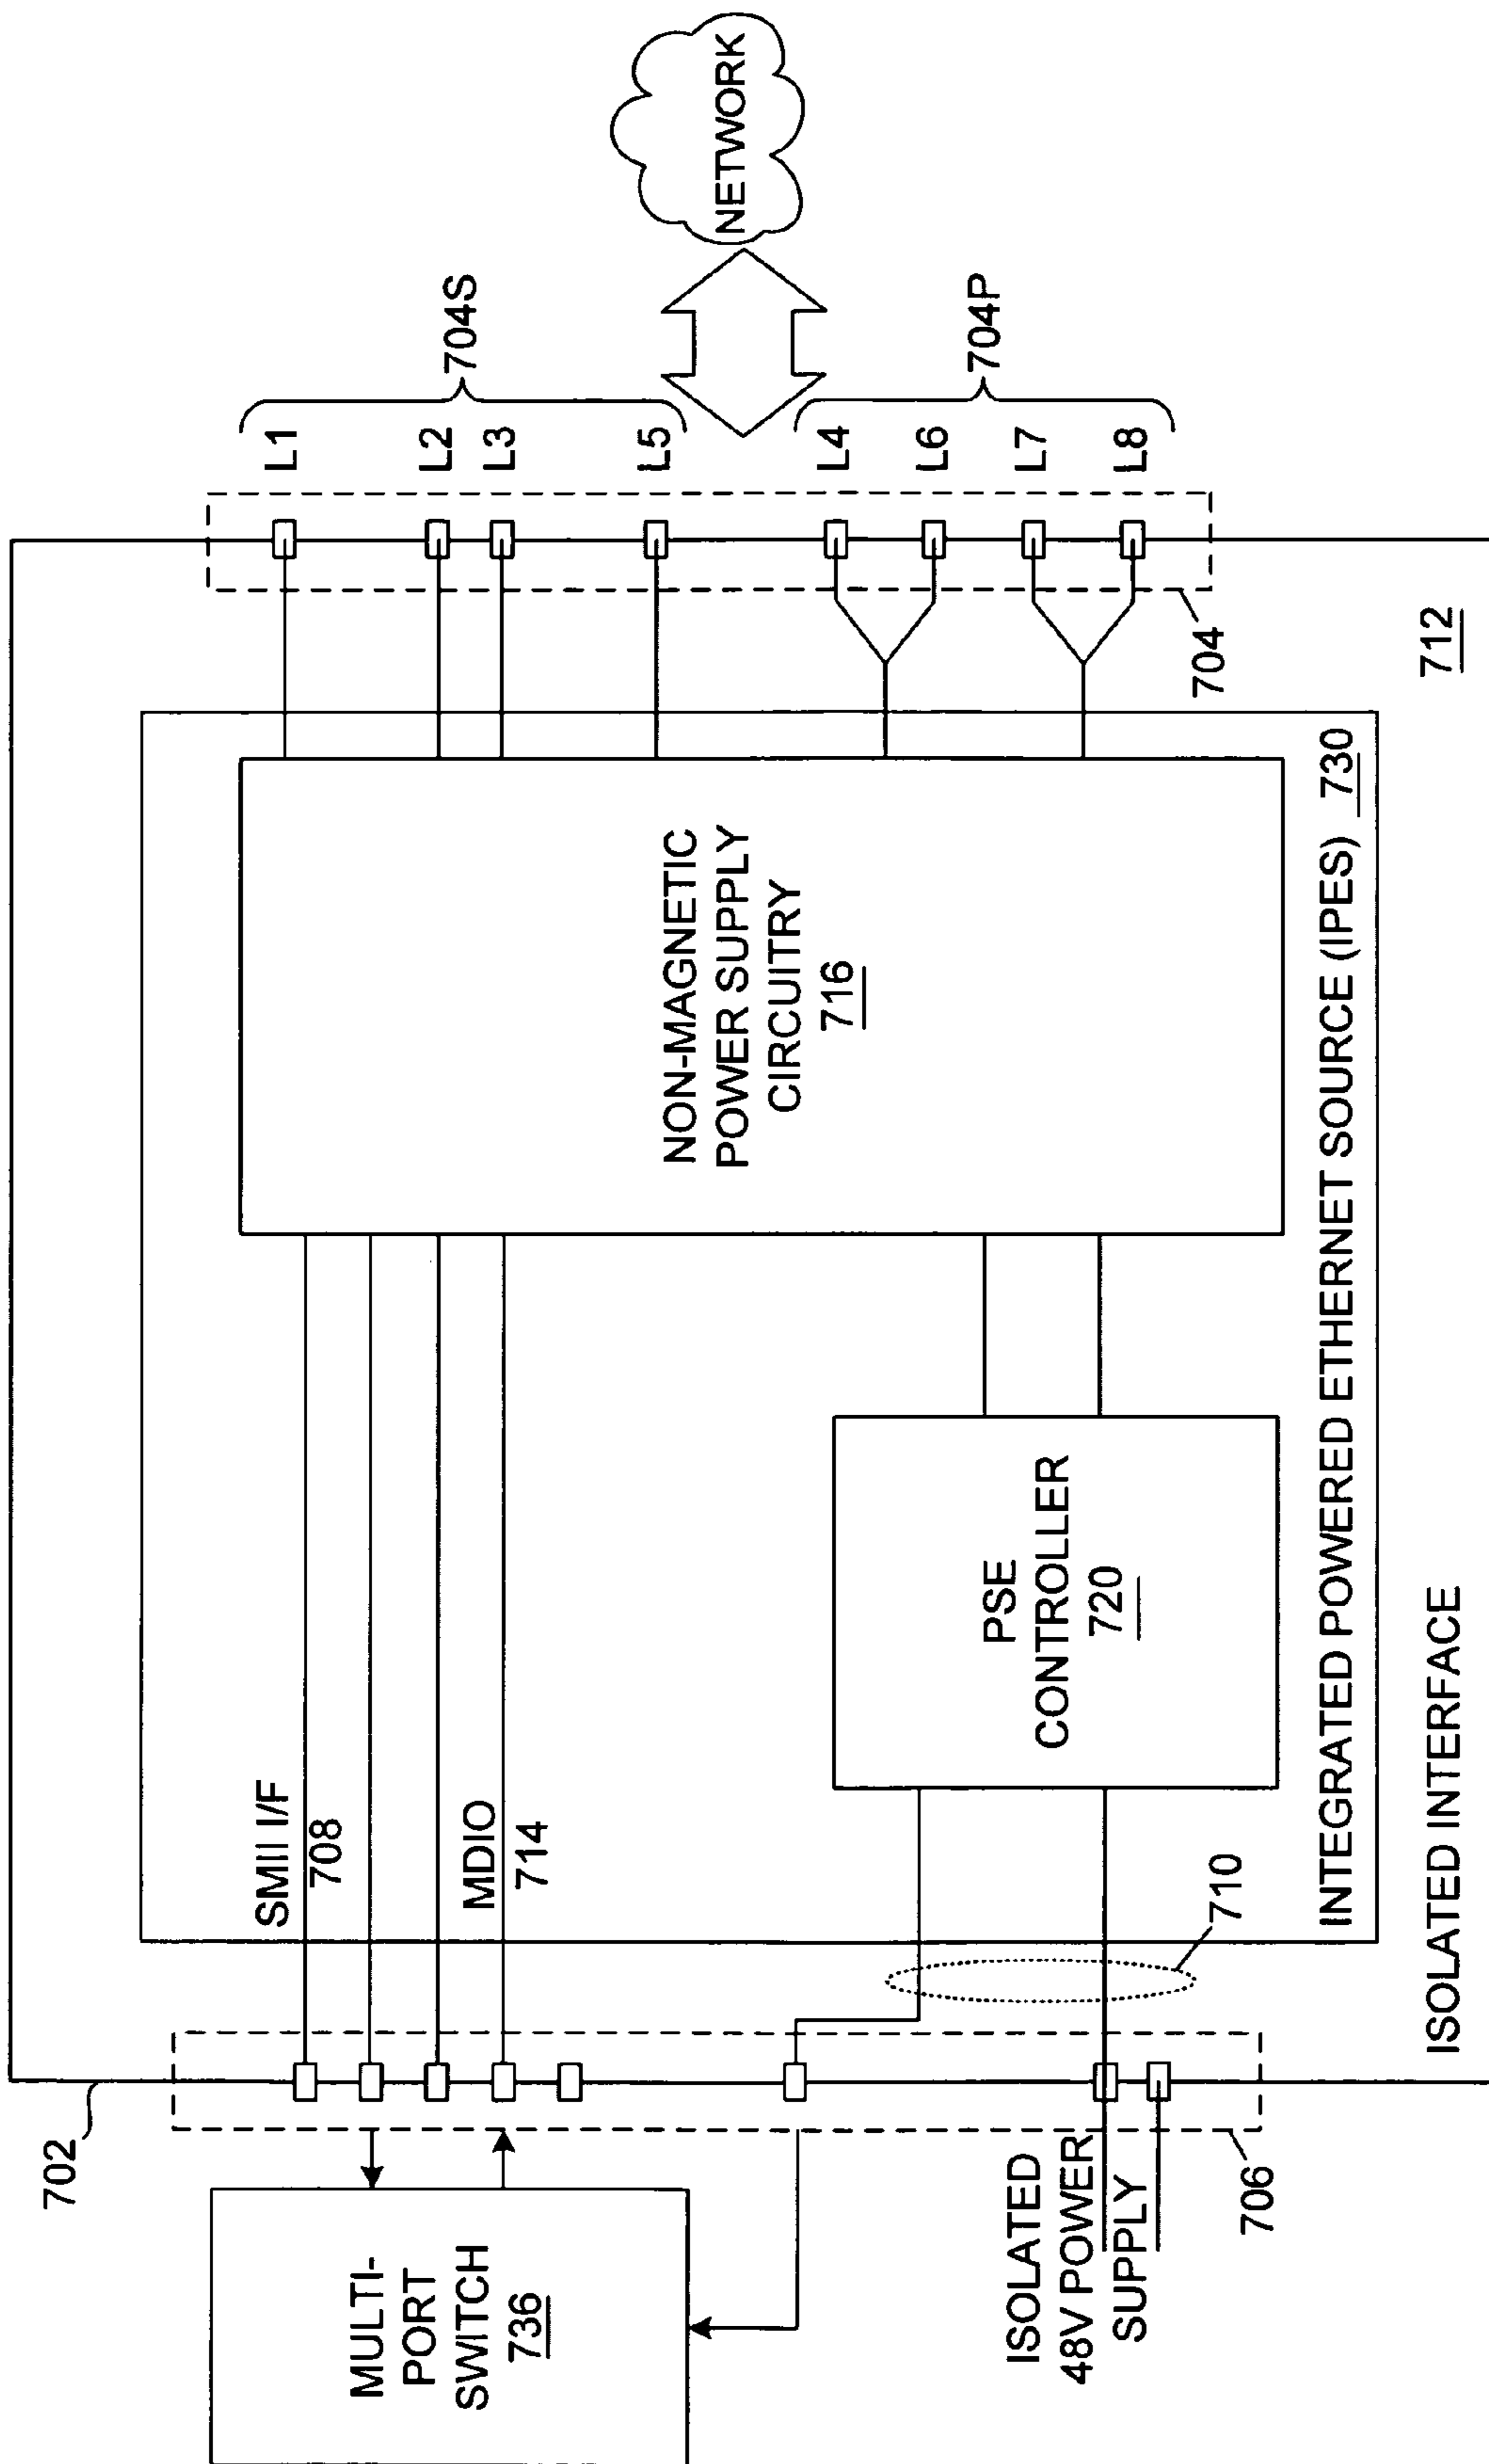 702
MULTI-
PORT
SWITCH
736
ISOLATED
48V POWER
SUPPLY
706
SMII I/F
708
MDIO
714
710
PSE
CONTROLLER
720
NON-MAGNETIC
POWER SUPPLY
CIRCUITRY
716
INTEGRATED POWERED ETHERNET SOURCE (IPES) 730
ISOLATED INTERFACE
712
704
L1
L2
L3
L5
L4
L6
L7
L8
704S
704P
NETWORK